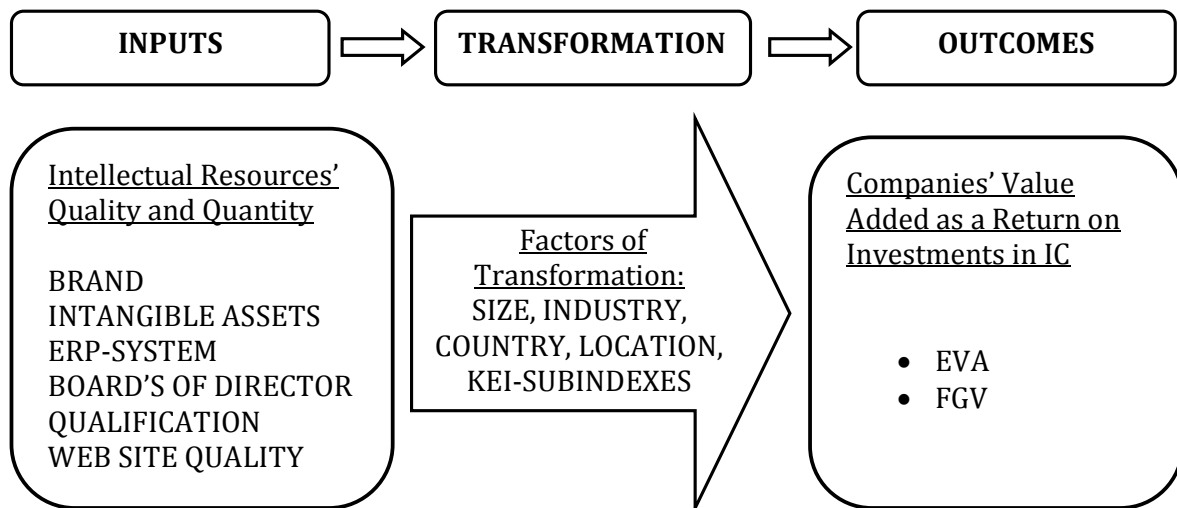 INPUTS
TRANSFORMATION
OUTCOMES
Intellectual Resources’
Quality and Quantity
BRAND
INTANGIBLE ASSETS
ERP-SYSTEM
BOARD’S OF DIRECTOR
QUALIFICATION
WEB SITE QUALITY
Factors of
Transformation:
SIZE, INDUSTRY,
COUNTRY, LOCATION,
KEI-SUBINDEXES
Companies’ Value
Added as a Return on
Investments in IC
• EVA
• FGV